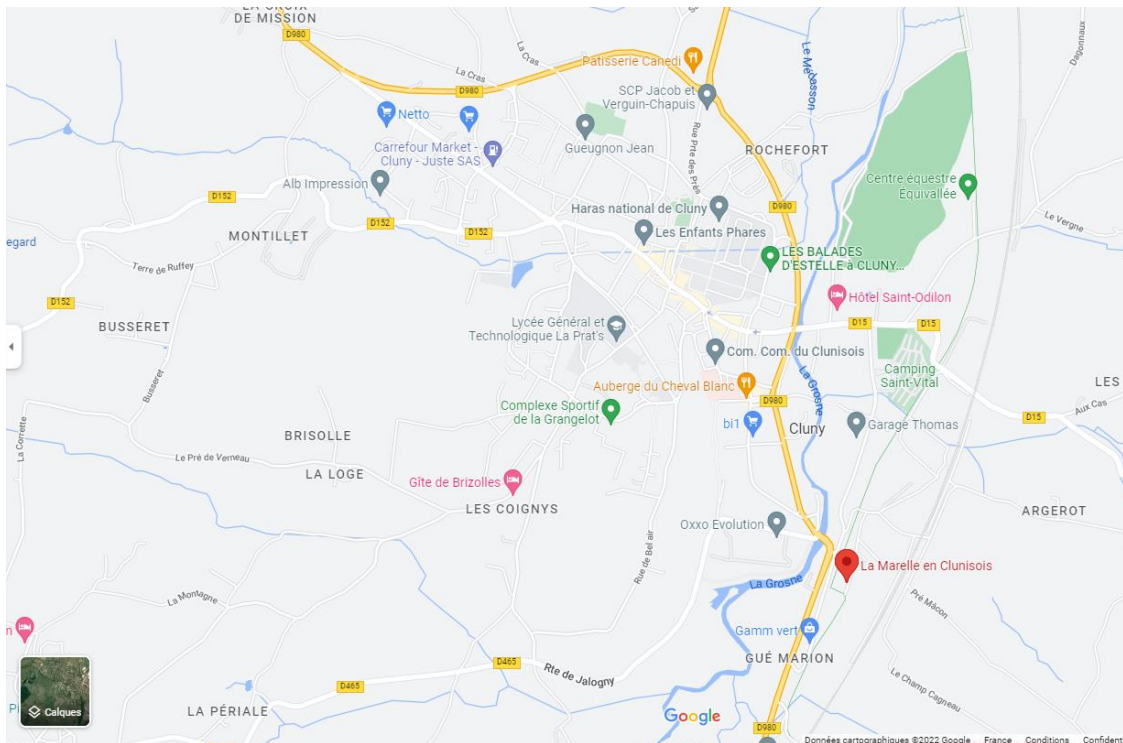 LA CROIX
DE MISSION
D980
La Cras
La Cras
D980
Patisserie Canedi
SCP Jacob et
Verguin-Chapuis
Rue Prte des Prés
Dagonnaux
Netto
Carrefour Market -
Cluny - Juste SAS
Gueugnon Jean
ROCHEFORT
Centre équestre
Équivallée
Alb Impression
D152
D152
D152
D980
Haras national de Cluny
Les Enfants Phares
Le Vergne
egard
MONTILLET
Terre de Ruffey
LES BALADES
D'ESTELLE à CLUNY...
Hôtel Saint-Odilon
D152
BUSSERET
Busseret
Lycée Général et
Technologique La Prat's
D15
D15
Com. Com. du Clunisois
La Grosne
Camping
Saint-Vital
LES
Auberge du Cheval Blanc
D980
Aux Cas
D15
Complexe Sportif
de la Grangelot
bi1
Cluny
Garage Thomas
La Corrette
BRISOLLE
Le Pré de Verneau
LA LOGE
Gîte de Brizolles
LES COIGNYS
ARGEROT
Oxxo Evolution
Rue de Bel air
La Marelle en Clunisois
La Grosne
Pré Mâcon
La Montagne
n
Gamm vert
GUÉ MARION
D465
Rte de Jalogny
D465
Le Champ Cagneau
Calques
LA PÉRIALE
Google
D980
Données cartographiques ©2022 Google France Conditions Confident